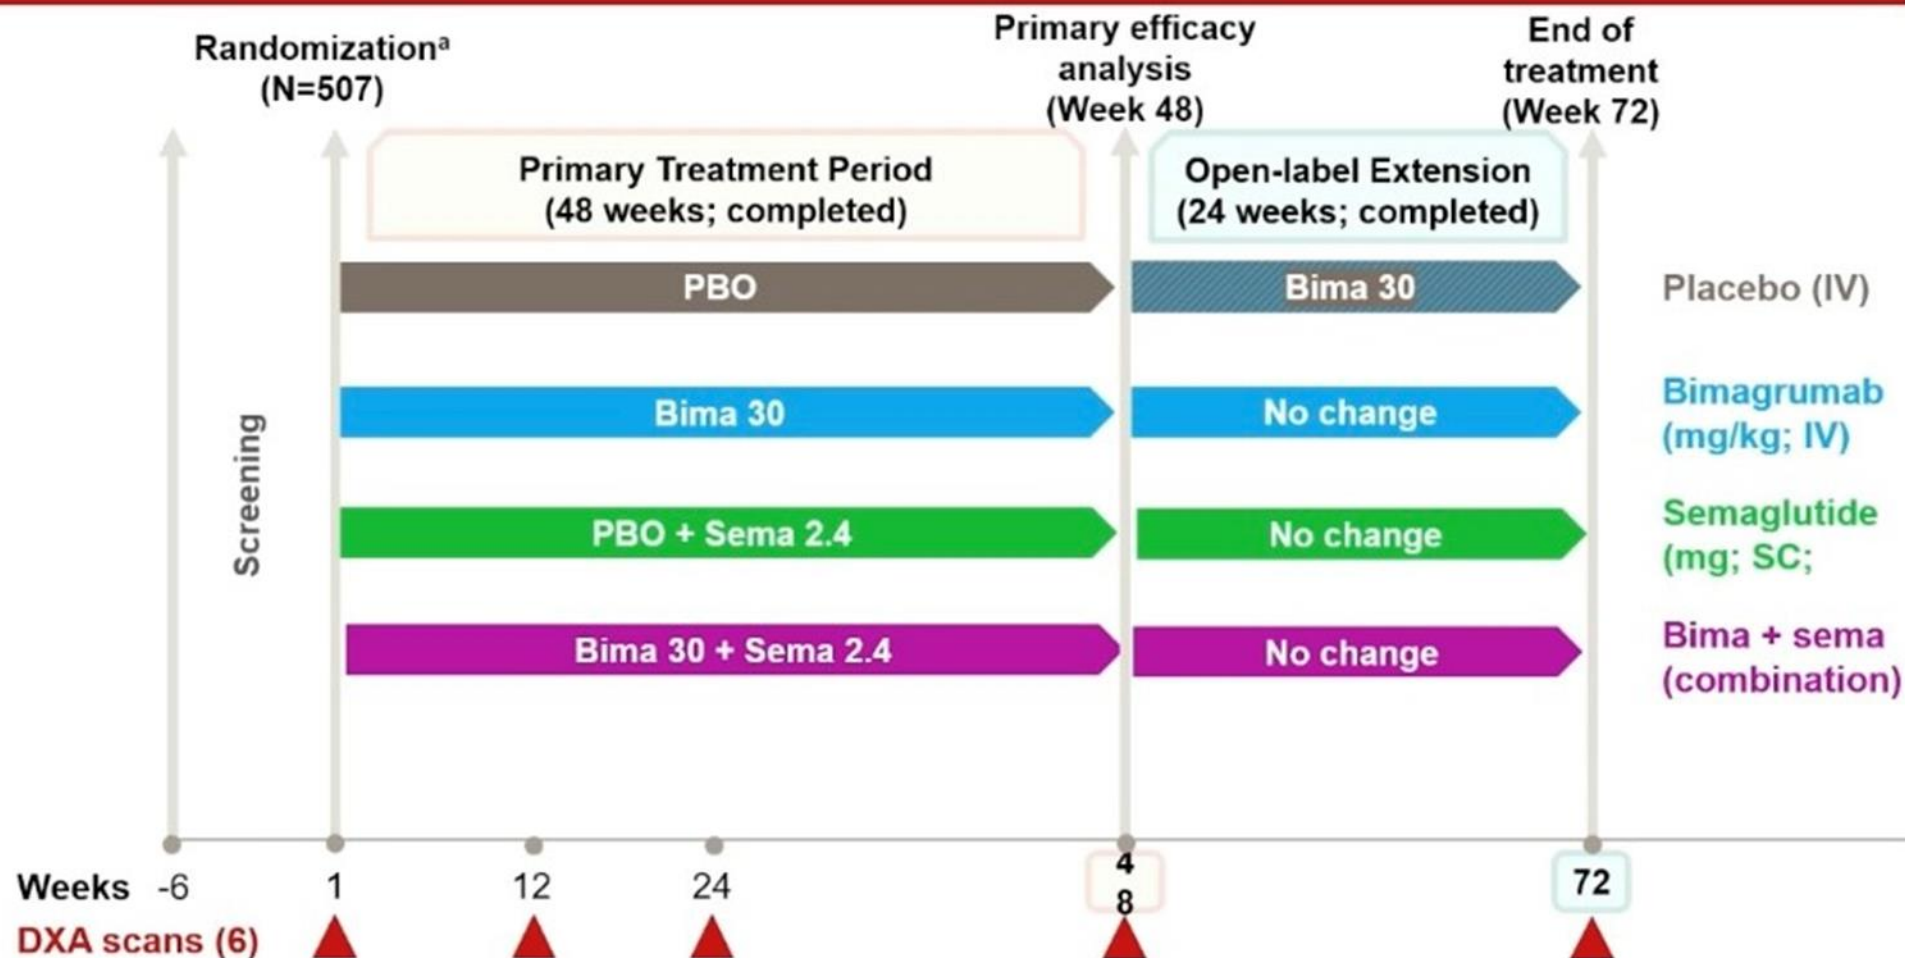 Randomizationᵃ
(N=507)
Primary efficacy
analysis
(Week 48)
End of
treatment
(Week 72)
Primary Treatment Period
(48 weeks; completed)
Open-label Extension
(24 weeks; completed)
PBO
Bima 30
Placebo (IV)
Bima 30
No change
Bimagrumab
(mg/kg; IV)
PBO + Sema 2.4
No change
Semaglutide
(mg; SC;
Bima 30 + Sema 2.4
No change
Bima + sema
(combination)
Screening
Weeks -6 1 12 24
4
8
72
DXA scans (6)